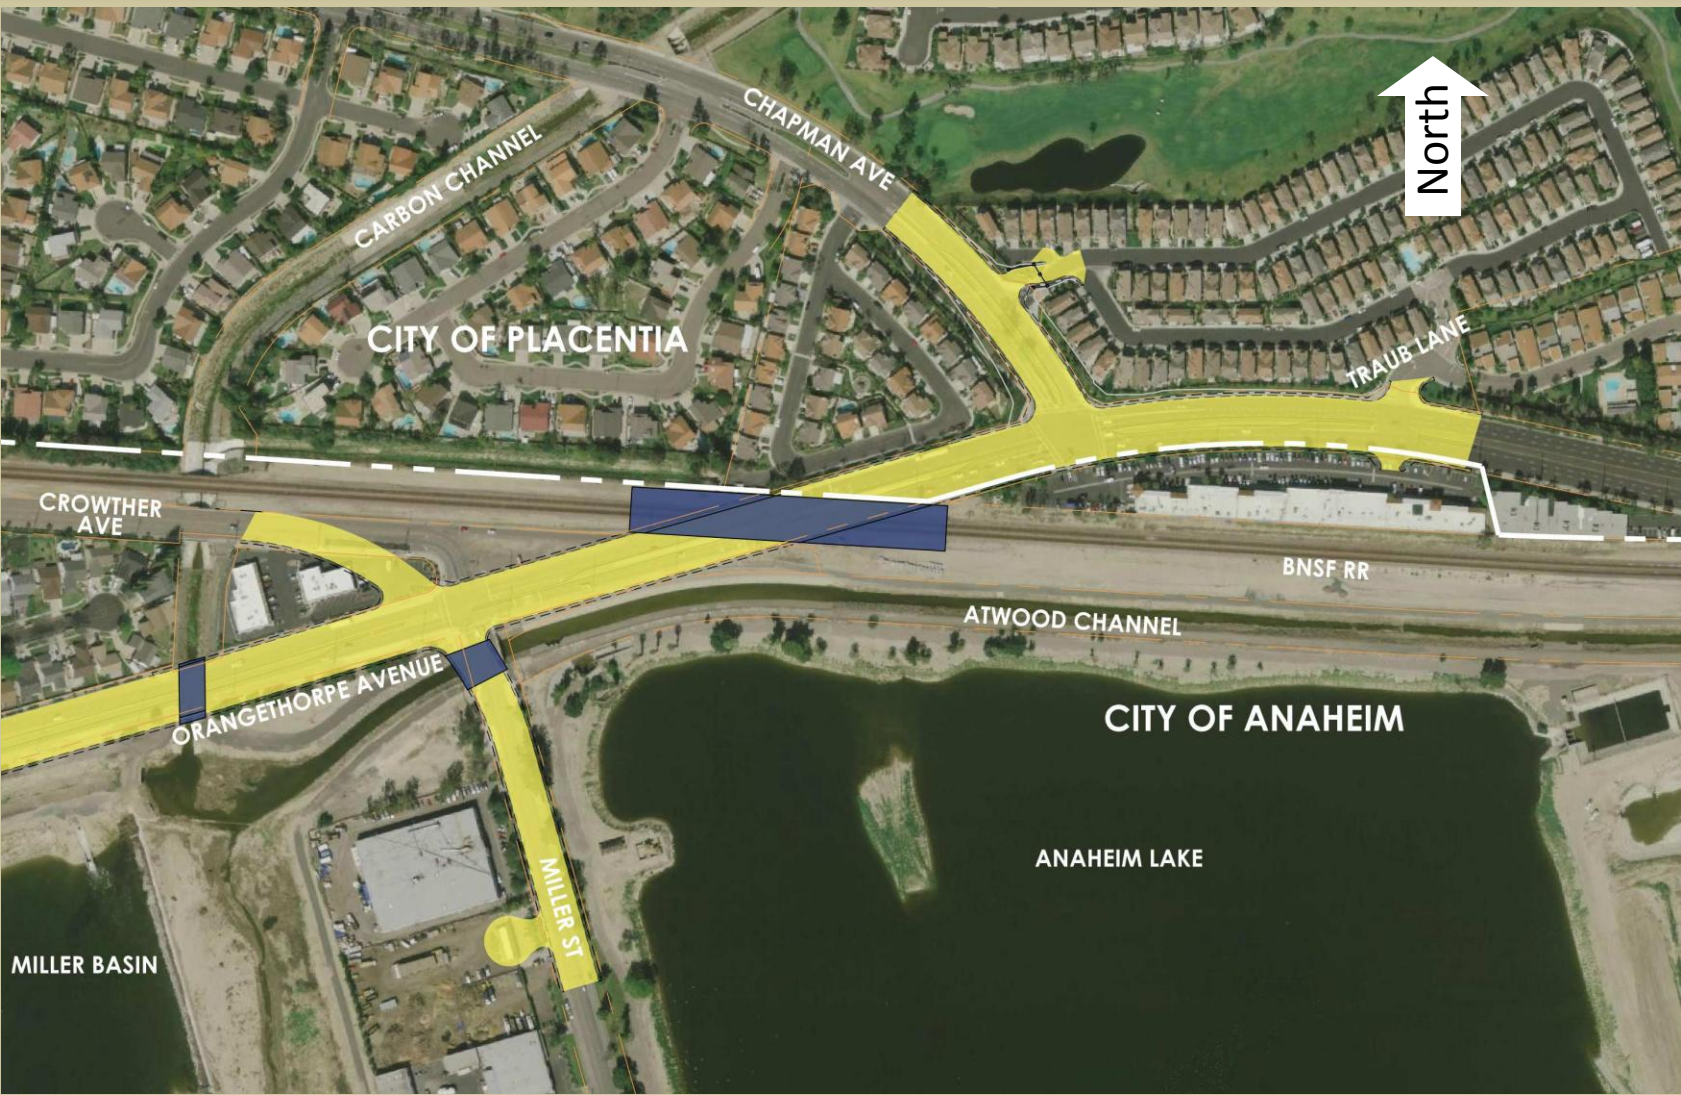 North
CHAPMAN AVE
CARBON CHANNEL
CITY OF PLACENTIA
TRAUB LANE
CROWTHER
AVE
BNSF RR
ATWOOD CHANNEL
ORANGETHORPE AVENUE
CITY OF ANAHEIM
ANAHEIM LAKE
MILLER ST
MILLER BASIN